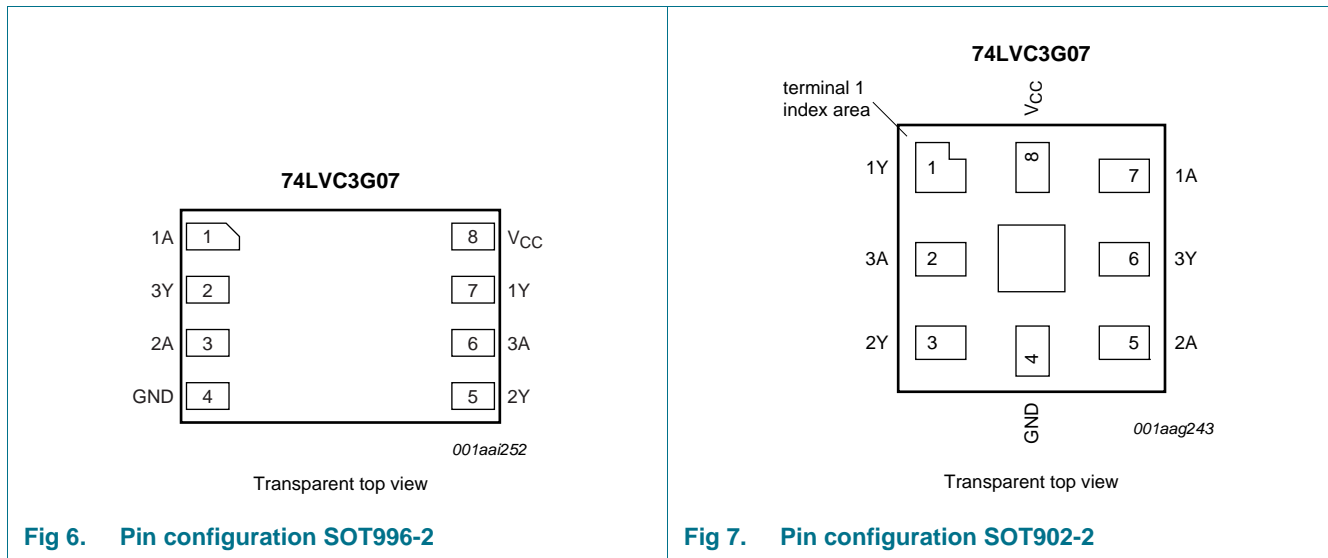 74LVC3G07
1A 1 8 VCC
3Y 2 7 1Y
2A 3 6 3A
GND 4 5 2Y
001aai252
Transparent top view
Fig 6. Pin configuration SOT996-2
74LVC3G07
terminal 1
index area
VCC
1Y 1 8 7 1A
3A 2 6 3Y
2Y 3 4 5 2A
GND
001aag243
Transparent top view
Fig 7. Pin configuration SOT902-2